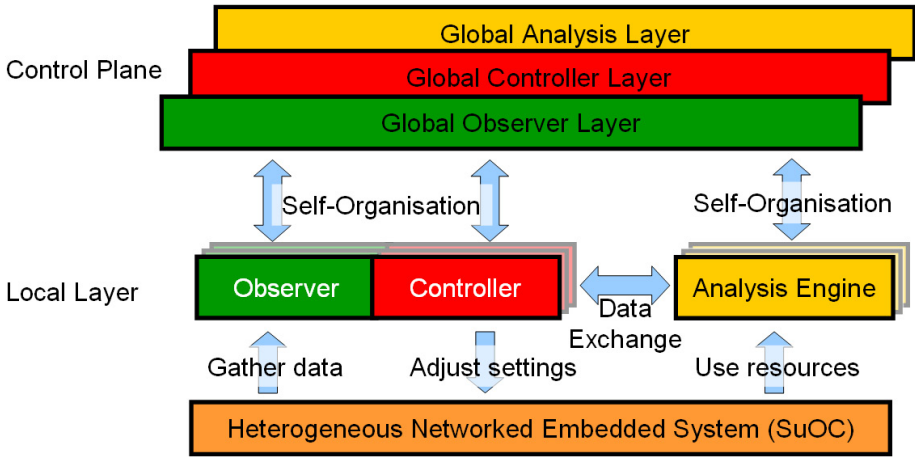 Global Analysis Layer
Control Plane
Global Controller Layer
Global Observer Layer
Self-Organisation
Self-Organisation
Local Layer
Observer
Controller
Analysis Engine
Data
Exchange
Gather data
Adjust settings
Use resources
Heterogeneous Networked Embedded System (SuOC)